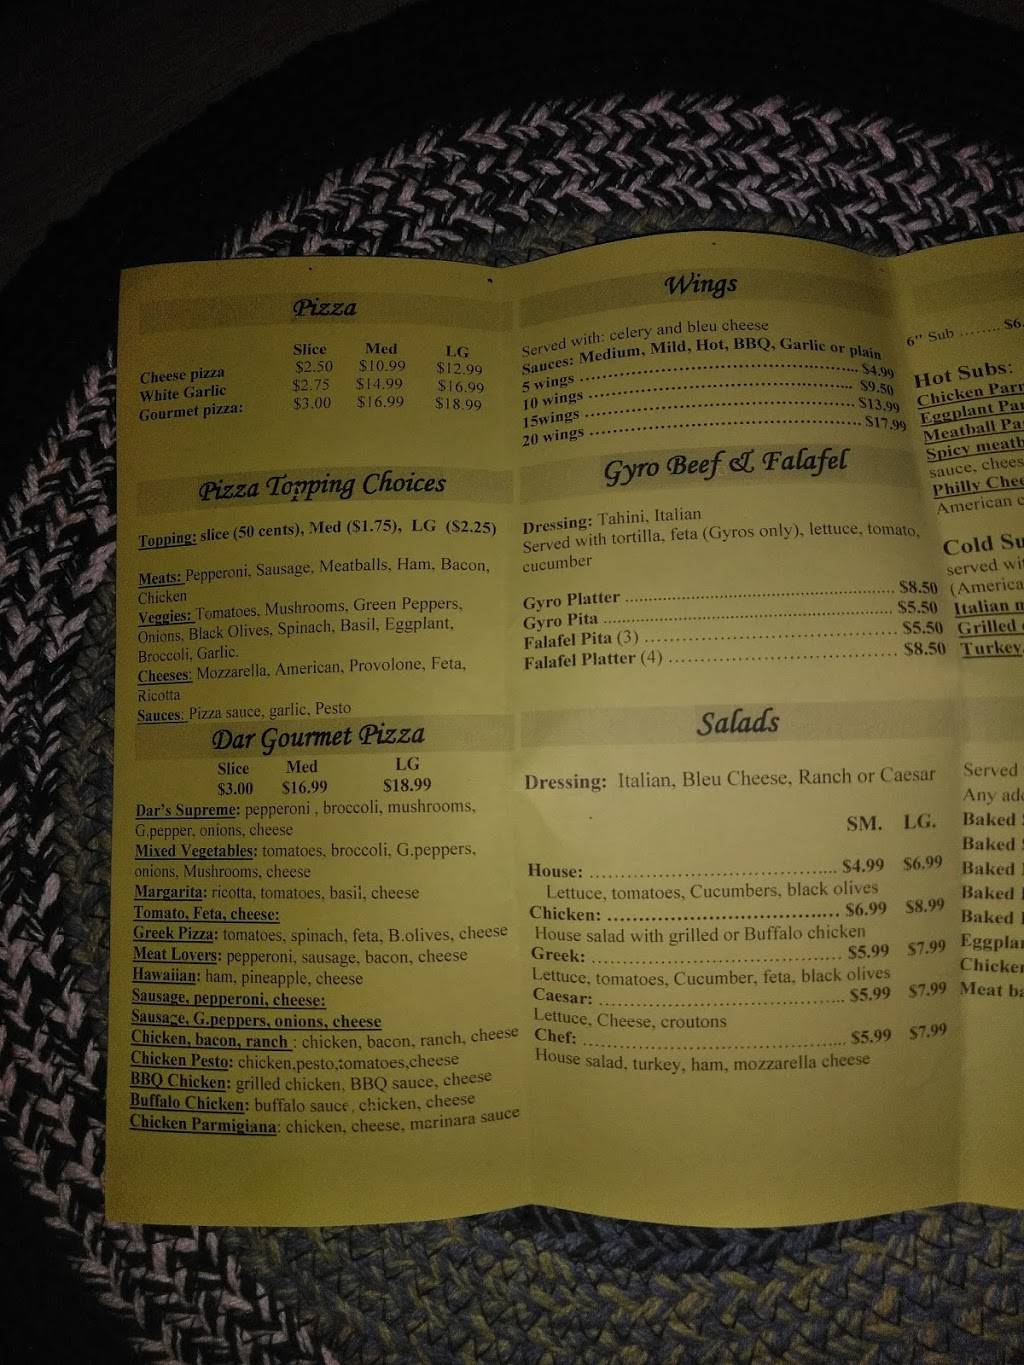 Pizza
Slice Med LG
Cheese pizza $2.50 $10.99 $12.99
White Garlic $2.75 $14.99 $16.99
Gourmet pizza: $3.00 $16.99 $18.99
Pizza Topping Choices
Topping: slice (50 cents), Med ($1.75), LG ($2.25)
Meats: Pepperoni, Sausage, Meatballs, Ham, Bacon,
Chicken
Veggies: Tomatoes, Mushrooms, Green Peppers,
Onions, Black Olives, Spinach, Basil, Eggplant,
Broccoli, Garlic.
Cheeses: Mozzarella, American, Provolone, Feta,
Ricotta
Sauces: Pizza sauce, garlic, Pesto
Dar Gourmet Pizza
Slice Med LG
$3.00 $16.99 $18.99
Dar's Supreme: pepperoni , broccoli, mushrooms,
G.pepper, onions, cheese
Mixed Vegetables: tomatoes, broccoli, G.peppers,
onions, Mushrooms, cheese
Margarita: ricotta, tomatoes, basil, cheese
Tomato, Feta, cheese:
Greek Pizza: tomatoes, spinach, feta, B.olives, cheese
Meat Lovers: pepperoni, sausage, bacon, cheese
Hawaiian: ham, pineapple, cheese
Sausage, pepperoni, cheese:
Sausage, G.peppers, onions, cheese
Chicken, bacon, ranch : chicken, bacon, ranch, cheese
Chicken Pesto: chicken,pesto,tomatoes,cheese
BBQ Chicken: grilled chicken, BBQ sauce, cheese
Buffalo Chicken: buffalo sauce, chicken, cheese
Chicken Parmigiana: chicken, cheese, marinara sauce
Wings
Served with: celery and bleu cheese
Sauces: Medium, Mild, Hot, BBQ, Garlic or plain
5 wings ........ $4.99
10 wings ........ $9.50
15wings ........ $13.99
20 wings ........ $17.99
Gyro Beef & Falafel
Dressing: Tahini, Italian
Served with tortilla, feta (Gyros only), lettuce, tomato,
cucumber
Gyro Platter ........ $8.50
Gyro Pita ........ $5.50
Falafel Pita (3) ........ $5.50
Falafel Platter (4) ........ $8.50
Salads
Dressing: Italian, Bleu Cheese, Ranch or Caesar
SM. LG.
House: ........ $4.99 $6.99
Lettuce, tomatoes, Cucumbers, black olives
Chicken: ........ $6.99 $8.99
House salad with grilled or Buffalo chicken
Greek: ........ $5.99 $7.99
Lettuce, tomatoes, Cucumber, feta, black olives
Caesar: ........ $5.99 $7.99
Lettuce, Cheese, croutons
Chef: ........ $5.99 $7.99
House salad, turkey, ham, mozzarella cheese
6" Sub ........ $6.
Hot Subs:
Chicken Parm
Eggplant Par
Meatball Pa
Spicy meatb
sauce, chees
Philly Chee
American c
Cold Su
served wit
(America
Italian
Grilled
Turkey,
Served
Any add
Baked
Baked
Baked
Baked
Baked
Eggplan
Chicken
Meat ba